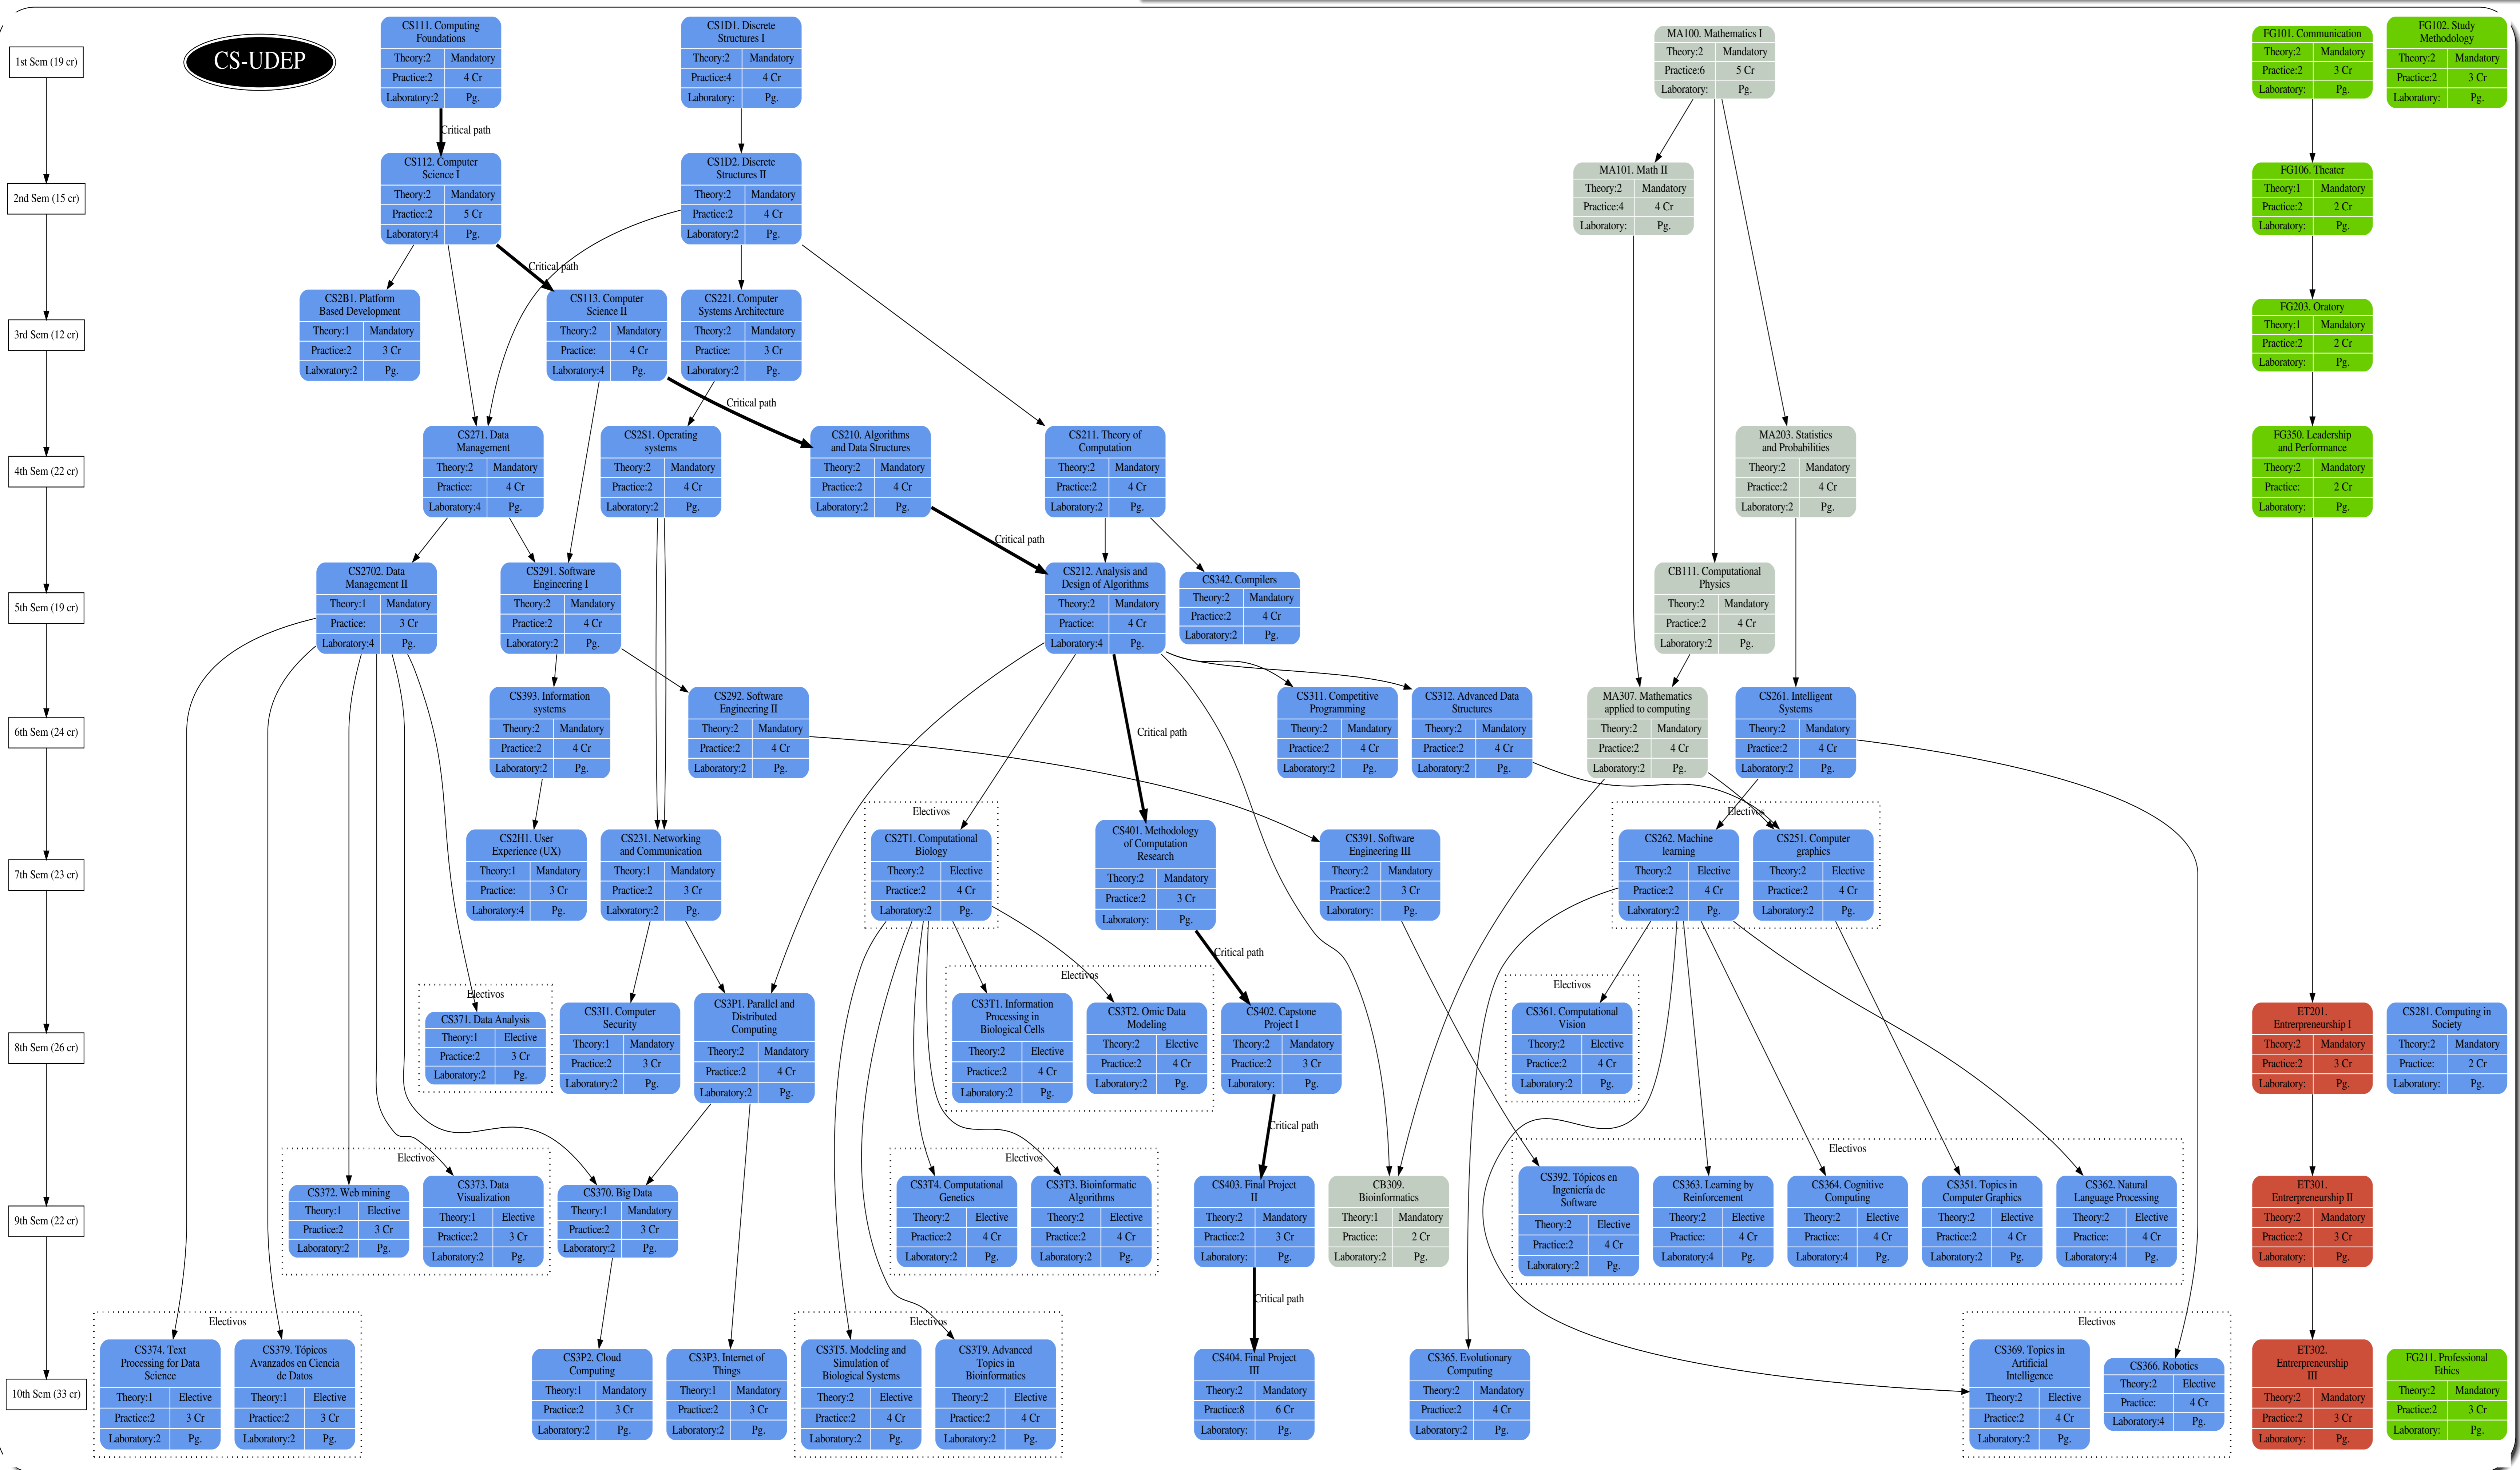 CS-UDEP
1st Sem (19 cr)
CS111. Computing
Foundations
Theory:2 Mandatory
Practice:2 4 Cr
Laboratory:2 Pg.
CS1D1. Discrete
Structures I
Theory:2 Mandatory
Practice:4 4 Cr
Laboratory: Pg.
MA100. Mathematics I
Theory:2 Mandatory
Practice:6 5 Cr
Laboratory: Pg.
FG101. Communication
Theory:2 Mandatory
Practice:2 3 Cr
Laboratory: Pg.
FG102. Study
Methodology
Theory:2 Mandatory
Practice:2 3 Cr
Laboratory: Pg.
Critical path
2nd Sem (15 cr)
CS112. Computer
Science I
Theory:2 Mandatory
Practice:2 5 Cr
Laboratory:4 Pg.
CS1D2. Discrete
Structures II
Theory:2 Mandatory
Practice:2 4 Cr
Laboratory:2 Pg.
MA101. Math II
Theory:2 Mandatory
Practice:4 4 Cr
Laboratory: Pg.
FG106. Theater
Theory:1 Mandatory
Practice:2 2 Cr
Laboratory: Pg.
Critical path
3rd Sem (12 cr)
CS2B1. Platform
Based Development
Theory:1 Mandatory
Practice:2 3 Cr
Laboratory:2 Pg.
CS113. Computer
Science II
Theory:2 Mandatory
Practice: 4 Cr
Laboratory:4 Pg.
CS221. Computer
Systems Architecture
Theory:2 Mandatory
Practice: 3 Cr
Laboratory:2 Pg.
FG203. Oratory
Theory:1 Mandatory
Practice:2 2 Cr
Laboratory: Pg.
Critical path
4th Sem (22 cr)
CS271. Data
Management
Theory:2 Mandatory
Practice: 4 Cr
Laboratory:4 Pg.
CS2S1. Operating
systems
Theory:2 Mandatory
Practice:2 4 Cr
Laboratory:2 Pg.
CS210. Algorithms
and Data Structures
Theory:2 Mandatory
Practice:2 4 Cr
Laboratory:2 Pg.
CS211. Theory of
Computation
Theory:2 Mandatory
Practice:2 4 Cr
Laboratory:2 Pg.
MA203. Statistics
and Probabilities
Theory:2 Mandatory
Practice:2 4 Cr
Laboratory:2 Pg.
FG350. Leadership
and Performance
Theory:2 Mandatory
Practice: 2 Cr
Laboratory: Pg.
Critical path
5th Sem (19 cr)
CS2702. Data
Management II
Theory:1 Mandatory
Practice: 3 Cr
Laboratory:4 Pg.
CS291. Software
Engineering I
Theory:2 Mandatory
Practice:2 4 Cr
Laboratory:2 Pg.
CS212. Analysis and
Design of Algorithms
Theory:2 Mandatory
Practice: 4 Cr
Laboratory:4 Pg.
CS342. Compilers
Theory:2 Mandatory
Practice:2 4 Cr
Laboratory:2 Pg.
CB111. Computational
Physics
Theory:2 Mandatory
Practice:2 4 Cr
Laboratory:2 Pg.
6th Sem (24 cr)
CS393. Information
systems
Theory:2 Mandatory
Practice:2 4 Cr
Laboratory:2 Pg.
CS292. Software
Engineering II
Theory:2 Mandatory
Practice:2 4 Cr
Laboratory:2 Pg.
Critical path
CS311. Competitive
Programming
Theory:2 Mandatory
Practice:2 4 Cr
Laboratory:2 Pg.
CS312. Advanced Data
Structures
Theory:2 Mandatory
Practice:2 4 Cr
Laboratory:2 Pg.
MA307. Mathematics
applied to computing
Theory:2 Mandatory
Practice:2 4 Cr
Laboratory:2 Pg.
CS261. Intelligent
Systems
Theory:2 Mandatory
Practice:2 4 Cr
Laboratory:2 Pg.
7th Sem (23 cr)
CS2H1. User
Experience (UX)
Theory:1 Mandatory
Practice: 3 Cr
Laboratory:4 Pg.
CS231. Networking
and Communication
Theory:1 Mandatory
Practice:2 3 Cr
Laboratory:2 Pg.
Electivos
CS2T1. Computational
Biology
Theory:2 Elective
Practice:2 4 Cr
Laboratory:2 Pg.
CS401. Methodology
of Computation
Research
Theory:2 Mandatory
Practice:2 3 Cr
Laboratory: Pg.
CS391. Software
Engineering III
Theory:2 Mandatory
Practice:2 3 Cr
Laboratory: Pg.
Electivos
CS262. Machine
learning
Theory:2 Elective
Practice:2 4 Cr
Laboratory:2 Pg.
CS251. Computer
graphics
Theory:2 Elective
Practice:2 4 Cr
Laboratory:2 Pg.
Critical path
8th Sem (26 cr)
Electivos
CS371. Data Analysis
Theory:1 Elective
Practice:2 3 Cr
Laboratory:2 Pg.
CS3I1. Computer
Security
Theory:1 Mandatory
Practice:2 3 Cr
Laboratory:2 Pg.
CS3P1. Parallel and
Distributed
Computing
Theory:2 Mandatory
Practice:2 4 Cr
Laboratory:2 Pg.
Electivos
CS3T1. Information
Processing in
Biological Cells
Theory:2 Elective
Practice:2 4 Cr
Laboratory:2 Pg.
CS3T2. Omic Data
Modeling
Theory:2 Elective
Practice:2 4 Cr
Laboratory:2 Pg.
CS402. Capstone
Project I
Theory:2 Mandatory
Practice:2 3 Cr
Laboratory: Pg.
Electivos
CS361. Computational
Vision
Theory:2 Elective
Practice:2 4 Cr
Laboratory:2 Pg.
ET201.
Entrerpreneurship I
Theory:2 Mandatory
Practice:2 3 Cr
Laboratory: Pg.
CS281. Computing in
Society
Theory:2 Mandatory
Practice: 2 Cr
Laboratory: Pg.
Critical path
9th Sem (22 cr)
Electivos
CS372. Web mining
Theory:1 Elective
Practice:2 3 Cr
Laboratory:2 Pg.
CS373. Data
Visualization
Theory:1 Elective
Practice:2 3 Cr
Laboratory:2 Pg.
CS370. Big Data
Theory:1 Mandatory
Practice:2 3 Cr
Laboratory:2 Pg.
Electivos
CS3T4. Computational
Genetics
Theory:2 Elective
Practice:2 4 Cr
Laboratory:2 Pg.
CS3T3. Bioinformatic
Algorithms
Theory:2 Elective
Practice:2 4 Cr
Laboratory:2 Pg.
CS403. Final Project
II
Theory:2 Mandatory
Practice:2 3 Cr
Laboratory: Pg.
CB309.
Bioinformatics
Theory:1 Mandatory
Practice: 2 Cr
Laboratory:2 Pg.
Electivos
CS392. Tópicos en
Ingeniería de
Software
Theory:2 Elective
Practice:2 4 Cr
Laboratory:2 Pg.
CS363. Learning by
Reinforcement
Theory:2 Elective
Practice: 4 Cr
Laboratory:4 Pg.
CS364. Cognitive
Computing
Theory:2 Elective
Practice: 4 Cr
Laboratory:4 Pg.
CS351. Topics in
Computer Graphics
Theory:2 Elective
Practice:2 4 Cr
Laboratory:2 Pg.
CS362. Natural
Language Processing
Theory:2 Elective
Practice: 4 Cr
Laboratory:4 Pg.
ET301.
Entrerpreneurship II
Theory:2 Mandatory
Practice:2 3 Cr
Laboratory: Pg.
Critical path
10th Sem (33 cr)
Electivos
CS374. Text
Processing for Data
Science
Theory:1 Elective
Practice:2 3 Cr
Laboratory:2 Pg.
CS379. Tópicos
Avanzados en Ciencia
de Datos
Theory:1 Elective
Practice:2 3 Cr
Laboratory:2 Pg.
CS3P2. Cloud
Computing
Theory:1 Mandatory
Practice:2 3 Cr
Laboratory:2 Pg.
CS3P3. Internet of
Things
Theory:1 Mandatory
Practice:2 3 Cr
Laboratory:2 Pg.
Electivos
CS3T5. Modeling and
Simulation of
Biological Systems
Theory:2 Elective
Practice:2 4 Cr
Laboratory:2 Pg.
CS3T9. Advanced
Topics in
Bioinformatics
Theory:2 Elective
Practice:2 4 Cr
Laboratory:2 Pg.
CS404. Final Project
III
Theory:2 Mandatory
Practice:8 6 Cr
Laboratory: Pg.
CS365. Evolutionary
Computing
Theory:2 Mandatory
Practice:2 4 Cr
Laboratory:2 Pg.
Electivos
CS369. Topics in
Artificial
Intelligence
Theory:2 Elective
Practice:2 4 Cr
Laboratory:2 Pg.
CS366. Robotics
Theory:2 Elective
Practice: 4 Cr
Laboratory:4 Pg.
ET302.
Entrerpreneurship
III
Theory:2 Mandatory
Practice:2 3 Cr
Laboratory: Pg.
FG211. Professional
Ethics
Theory:2 Mandatory
Practice:2 3 Cr
Laboratory: Pg.